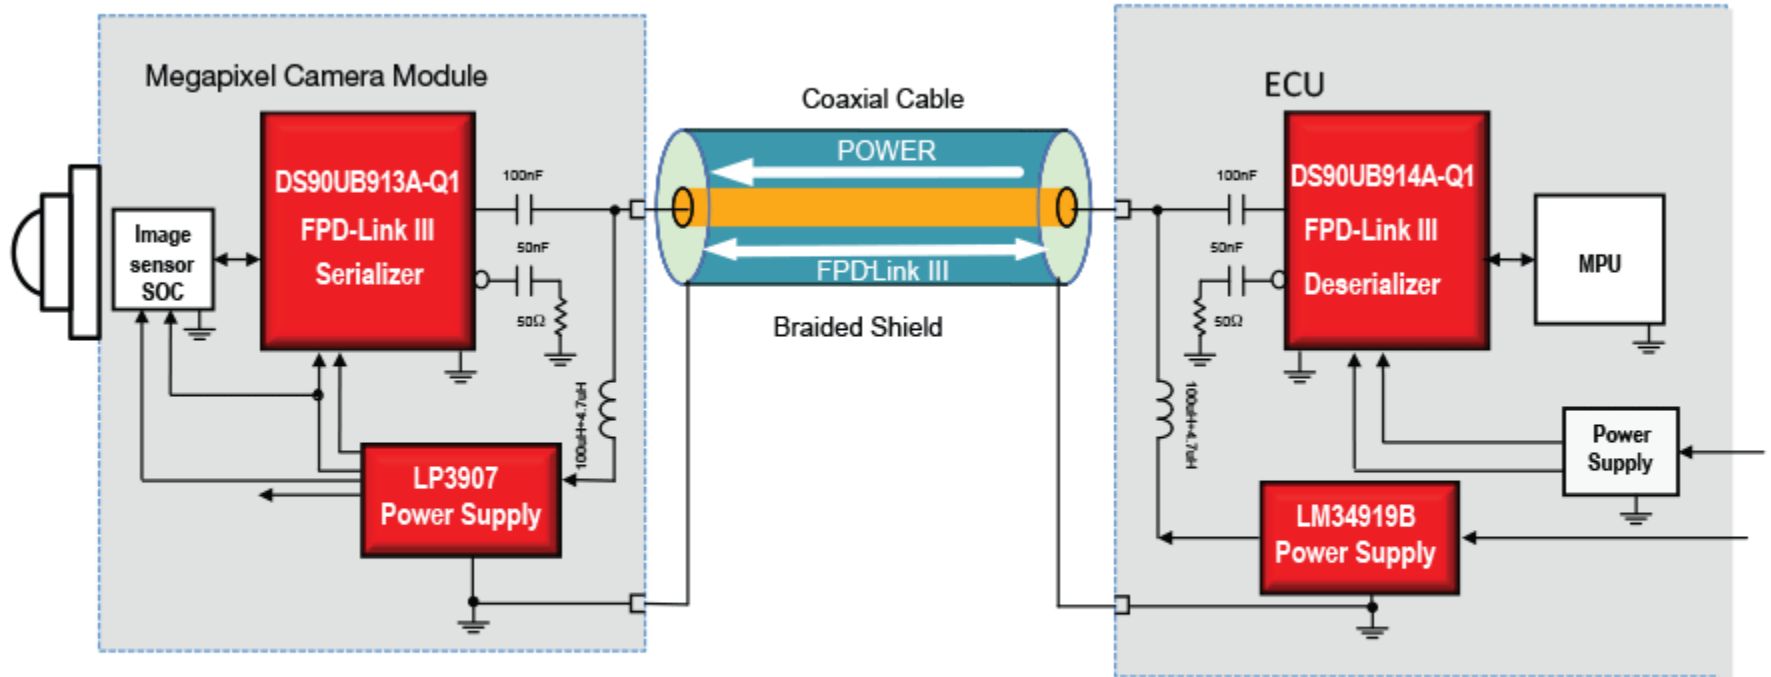 Megapixel Camera Module
DS90UB913A-Q1
FPD-Link III
Serializer
Image
sensor
SOC
100nF
50nF
50Ω
100uH+4.7uH
LP3907
Power Supply
Coaxial Cable
POWER
FPD-Link III
Braided Shield
ECU
100nF
50nF
50Ω
100uH+4.7uH
DS90UB914A-Q1
FPD-Link III
Deserializer
MPU
Power
Supply
LM34919B
Power Supply